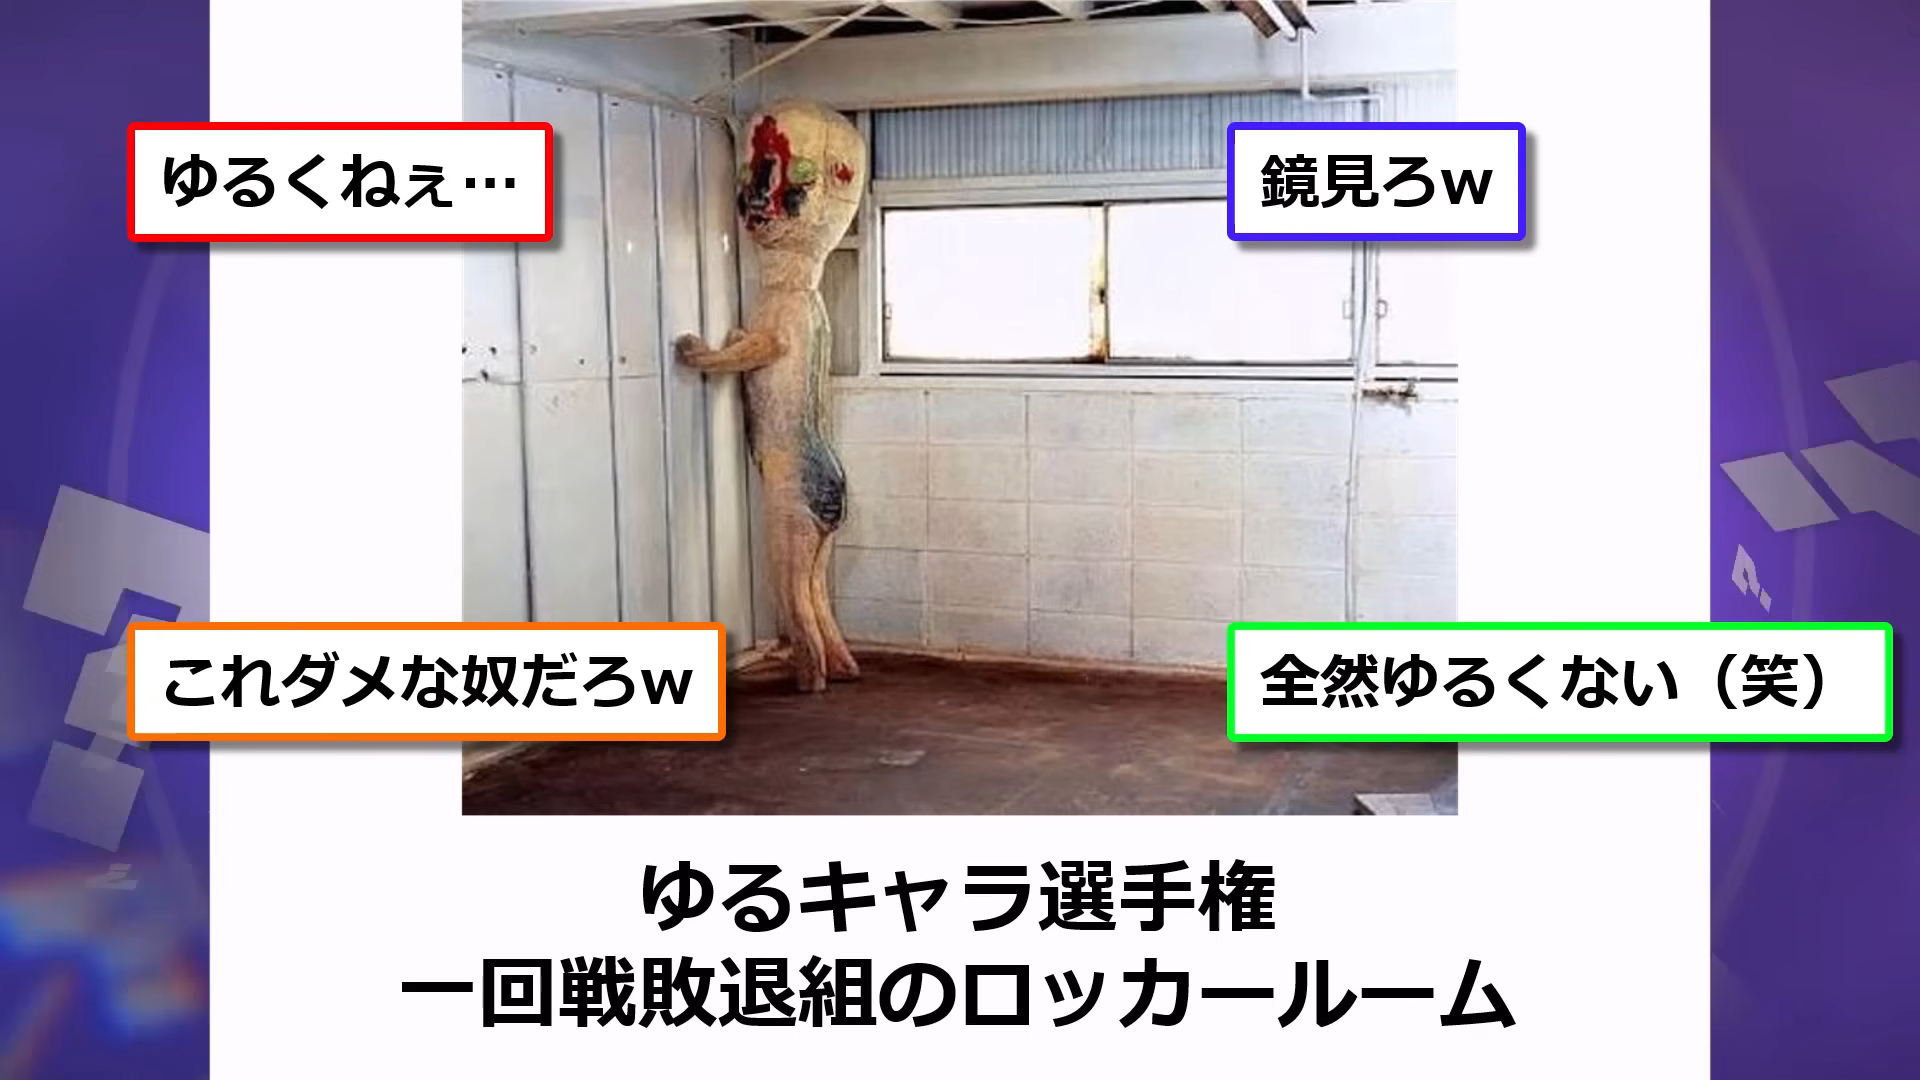 ゆるくねぇ…
鏡見ろw
これダメな奴だろw
全然ゆるくない（笑）
ゆるキャラ選手権
一回戦敗退組のロッカールーム